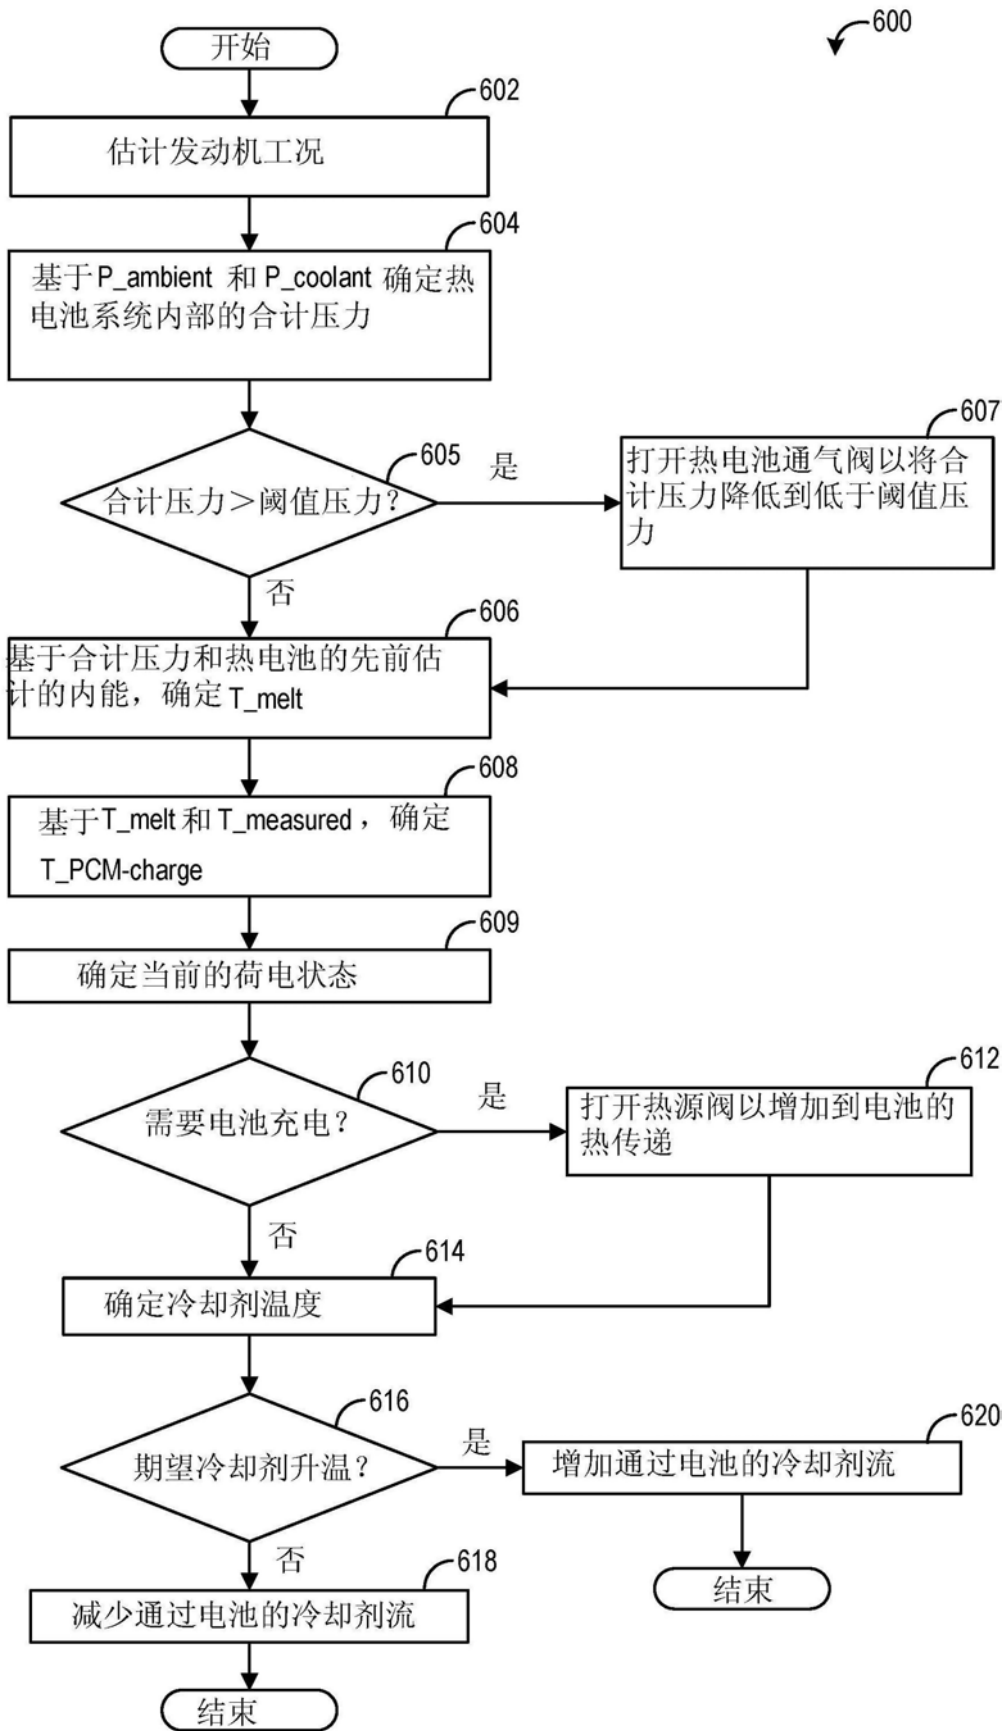 600
开始
602
估计发动机工况
604
基于P_ambient 和 P_coolant 确定热
电池系统内部的合计压力
605
合计压力＞阈值压力？
是
607
打开热电池通气阀以将合
计压力降低到低于阈值压
力
否
606
基于合计压力和热电池的先前估
计的内能，确定 T_melt
608
基于T_melt 和 T_measured，确定
T_PCM-charge
609
确定当前的荷电状态
610
需要电池充电？
是
612
打开热源阀以增加到电池的
热传递
否
614
确定冷却剂温度
616
期望冷却剂升温？
是
620
增加通过电池的冷却剂流
结束
否
618
减少通过电池的冷却剂流
结束